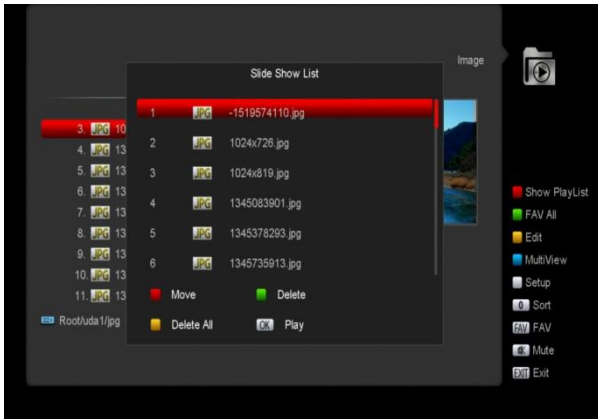 Image
Slide Show List
1 JPG -1519574110.jpg
2 JPG 1024x726.jpg
3 JPG 1024x819.jpg
4 JPG 1345083901.jpg
5 JPG 1345378293.jpg
6 JPG 1345735913.jpg
Move Delete
Delete All OK Play
3. JPG 10
4. JPG 13
5. JPG 13
6. JPG 13
7. JPG 13
8. JPG 13
9. JPG 13
10. JPG 13
11. JPG 13
Root/uda1/jpg
Show PlayList
FAV All
Edit
MultiView
Setup
0 Sort
FAV FAV
Mute
EXIT Exit